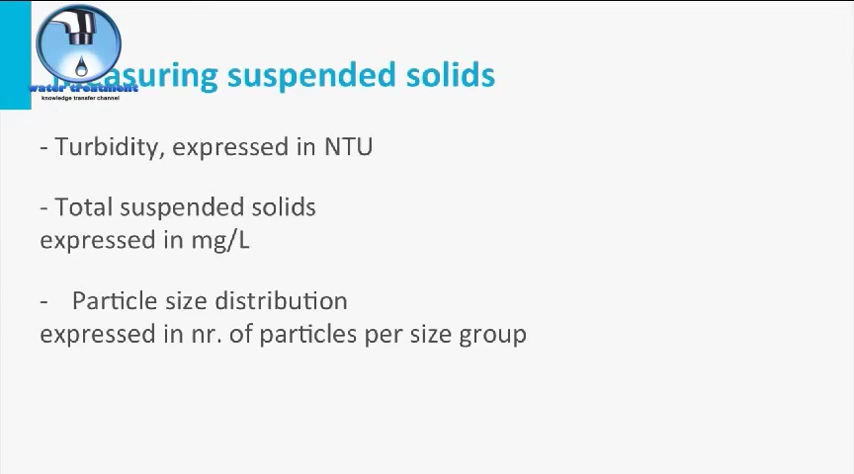 Measuring suspended solids
water treatment
knowledge transfer channel
- Turbidity, expressed in NTU
- Total suspended solids
expressed in mg/L
- Particle size distribution
expressed in nr. of particles per size group